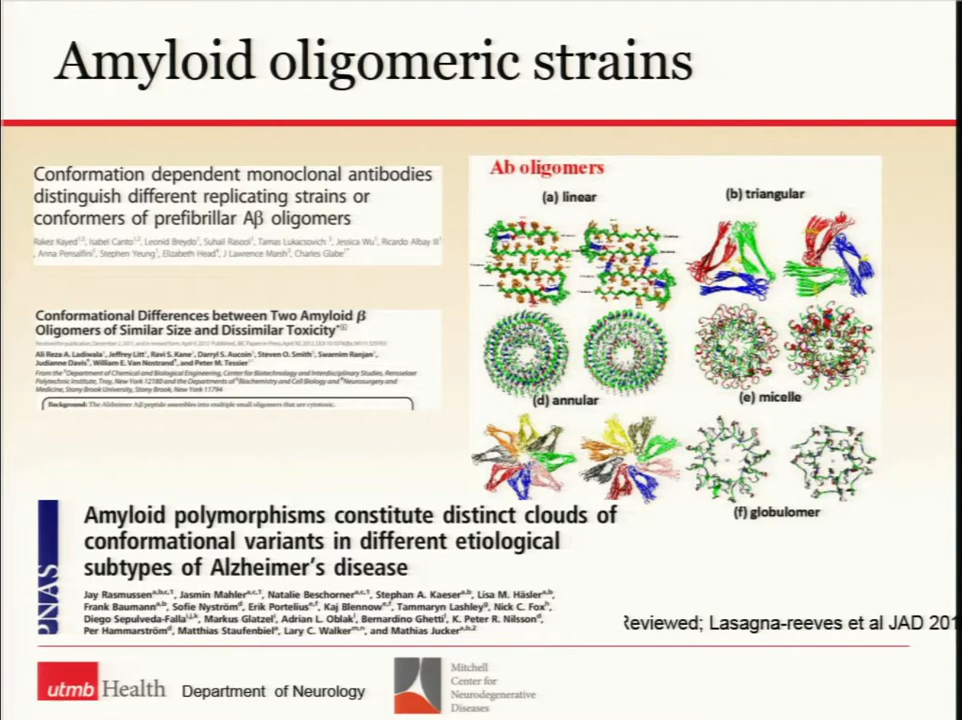 Amyloid oligomeric strains
Conformation dependent monoclonal antibodies
distinguish different replicating strains or
conformers of prefibrillar Aβ oligomers
Rakez Kayed, Isabel Canto, Leonid Breydo, Suhail Rasool, Tamas Lukacsovich, Jessica Wu, Ricardo Albay III
, Anna Pensalfini, Stephen Yeung, Elizabeth Head, J Lawrence Marsh, Charles Glabe
Conformational Differences between Two Amyloid β
Oligomers of Similar Size and Dissimilar Toxicity*
Ali Reza A. Ladiwala, Jeffrey Litt, Ravi S. Kane, Darryl S. Aucoin, Steven O. Smith, Swarnim Ranjan,
Judianne Davis, William E. Van Nostrand, and Peter M. Tessier
From the Department of Chemical and Biological Engineering, Center for Biotechnology and Interdisciplinary Studies, Rensselaer
Polytechnic Institute, Troy, New York 12180 and the Departments of Biochemistry and Cell Biology and Neurosurgery and
Medicine, Stony Brook University, Stony Brook, New York 11794
Background: The Alzheimer Aβ peptide assembles into multiple small oligomers that are cytotoxic.
Ab oligomers
(a) linear
(b) triangular
(d) annular
(e) micelle
(f) globulomer
PNAS
Amyloid polymorphisms constitute distinct clouds of
conformational variants in different etiological
subtypes of Alzheimer's disease
Jay Rasmussen, Jasmin Mahler, Natalie Beschorner, Stephan A. Kaeser, Lisa M. Häsler,
Frank Baumann, Sofie Nyström, Erik Portelius, Kaj Blennow, Tammaryn Lashley, Nick C. Fox,
Diego Sepulveda-Falla, Markus Glatzel, Adrian L. Oblak, Bernardino Ghetti, K. Peter R. Nilsson,
Per Hammarström, Matthias Staufenbiel, Lary C. Walker, and Mathias Jucker
Reviewed; Lasagna-reeves et al JAD 201
utmb Health Department of Neurology
Mitchell
Center for
Neurodegenerative
Diseases